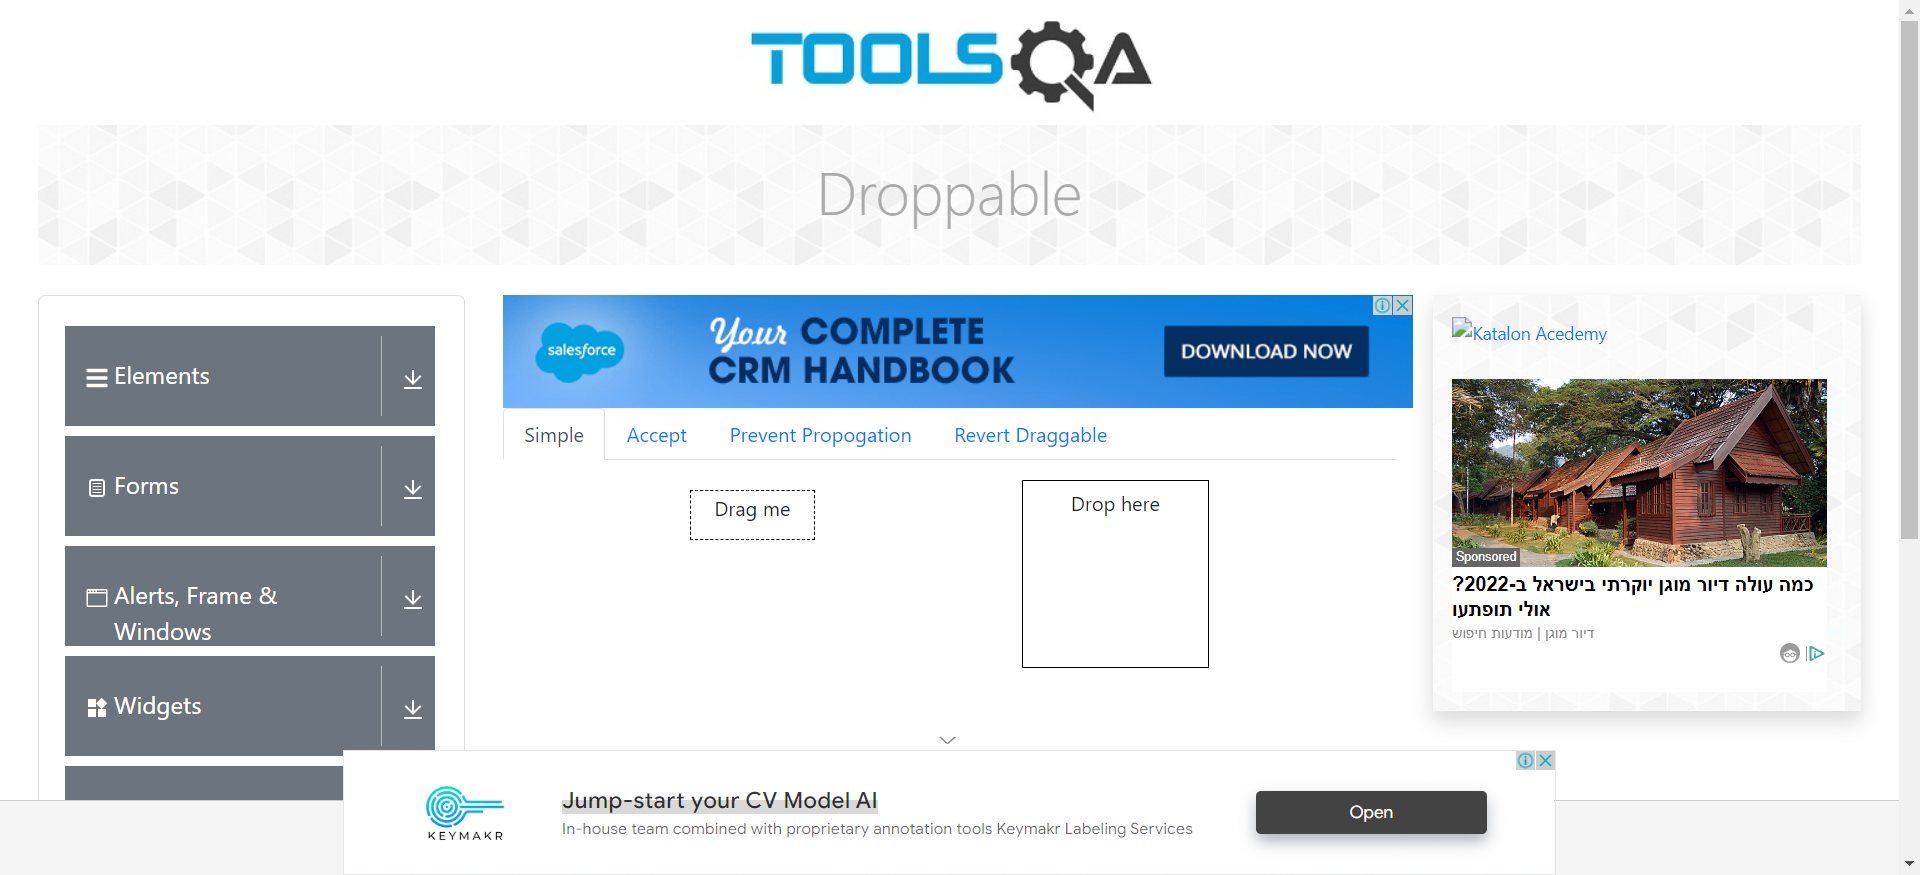 TOOLSQA
Droppable
Elements
Forms
Alerts, Frame &
Windows
Widgets
salesforce
Your COMPLETE
CRM HANDBOOK
DOWNLOAD NOW
Simple
Accept
Prevent Propogation
Revert Draggable
Drag me
Drop here
Katalon Acedemy
Sponsored
כמה עולה דיור מוגן יוקרתי בישראל ב-2022?
אולי תופתעו
דיור מוגן | מודעות חיפוש
KEYMAKR
Jump-start your CV Model AI
In-house team combined with proprietary annotation tools Keymakr Labeling Services
Open